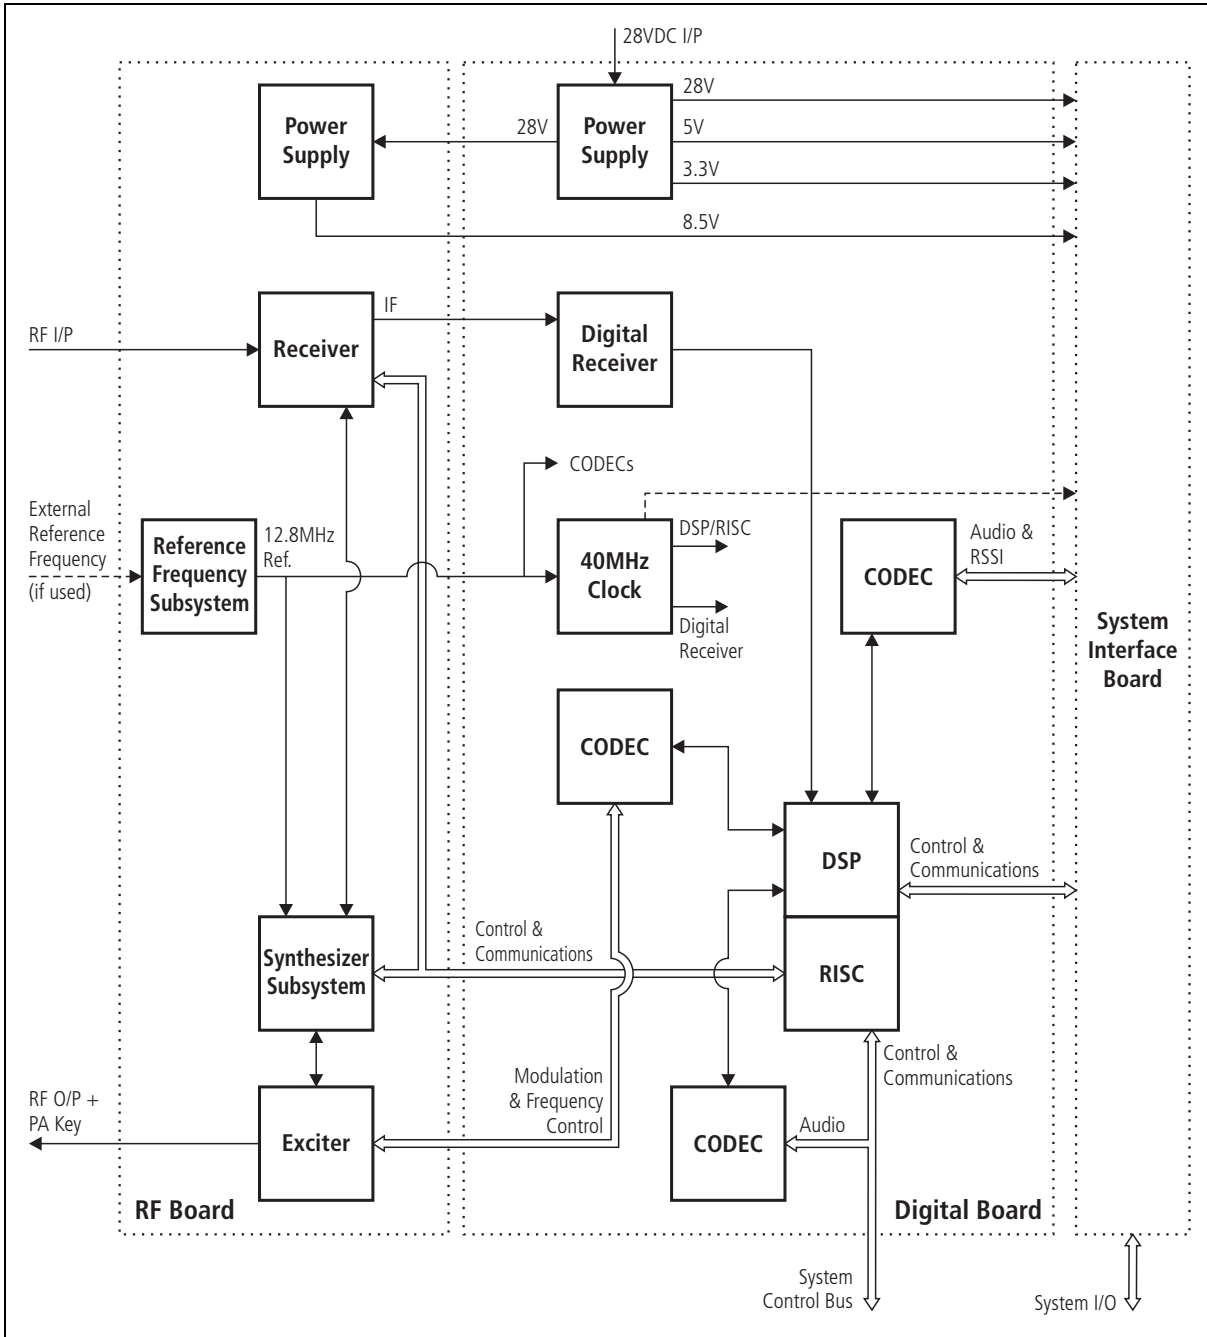 28VDC I/P
28V
Power
Supply
28V
Power
Supply
5V
3.3V
8.5V
IF
RF I/P
Receiver
Digital
Receiver
CODECs
External
Reference
Frequency
(if used)
Reference
Frequency
Subsystem
12.8MHz
Ref.
40MHz
Clock
DSP/RISC
Digital
Receiver
CODEC
Audio &
RSSI
System
Interface
Board
CODEC
DSP
Control &
Communications
Synthesizer
Subsystem
Control &
Communications
RISC
Control &
Communications
Modulation
& Frequency
Control
RF O/P +
PA Key
Exciter
CODEC
Audio
RF Board
Digital Board
System
Control Bus
System I/O